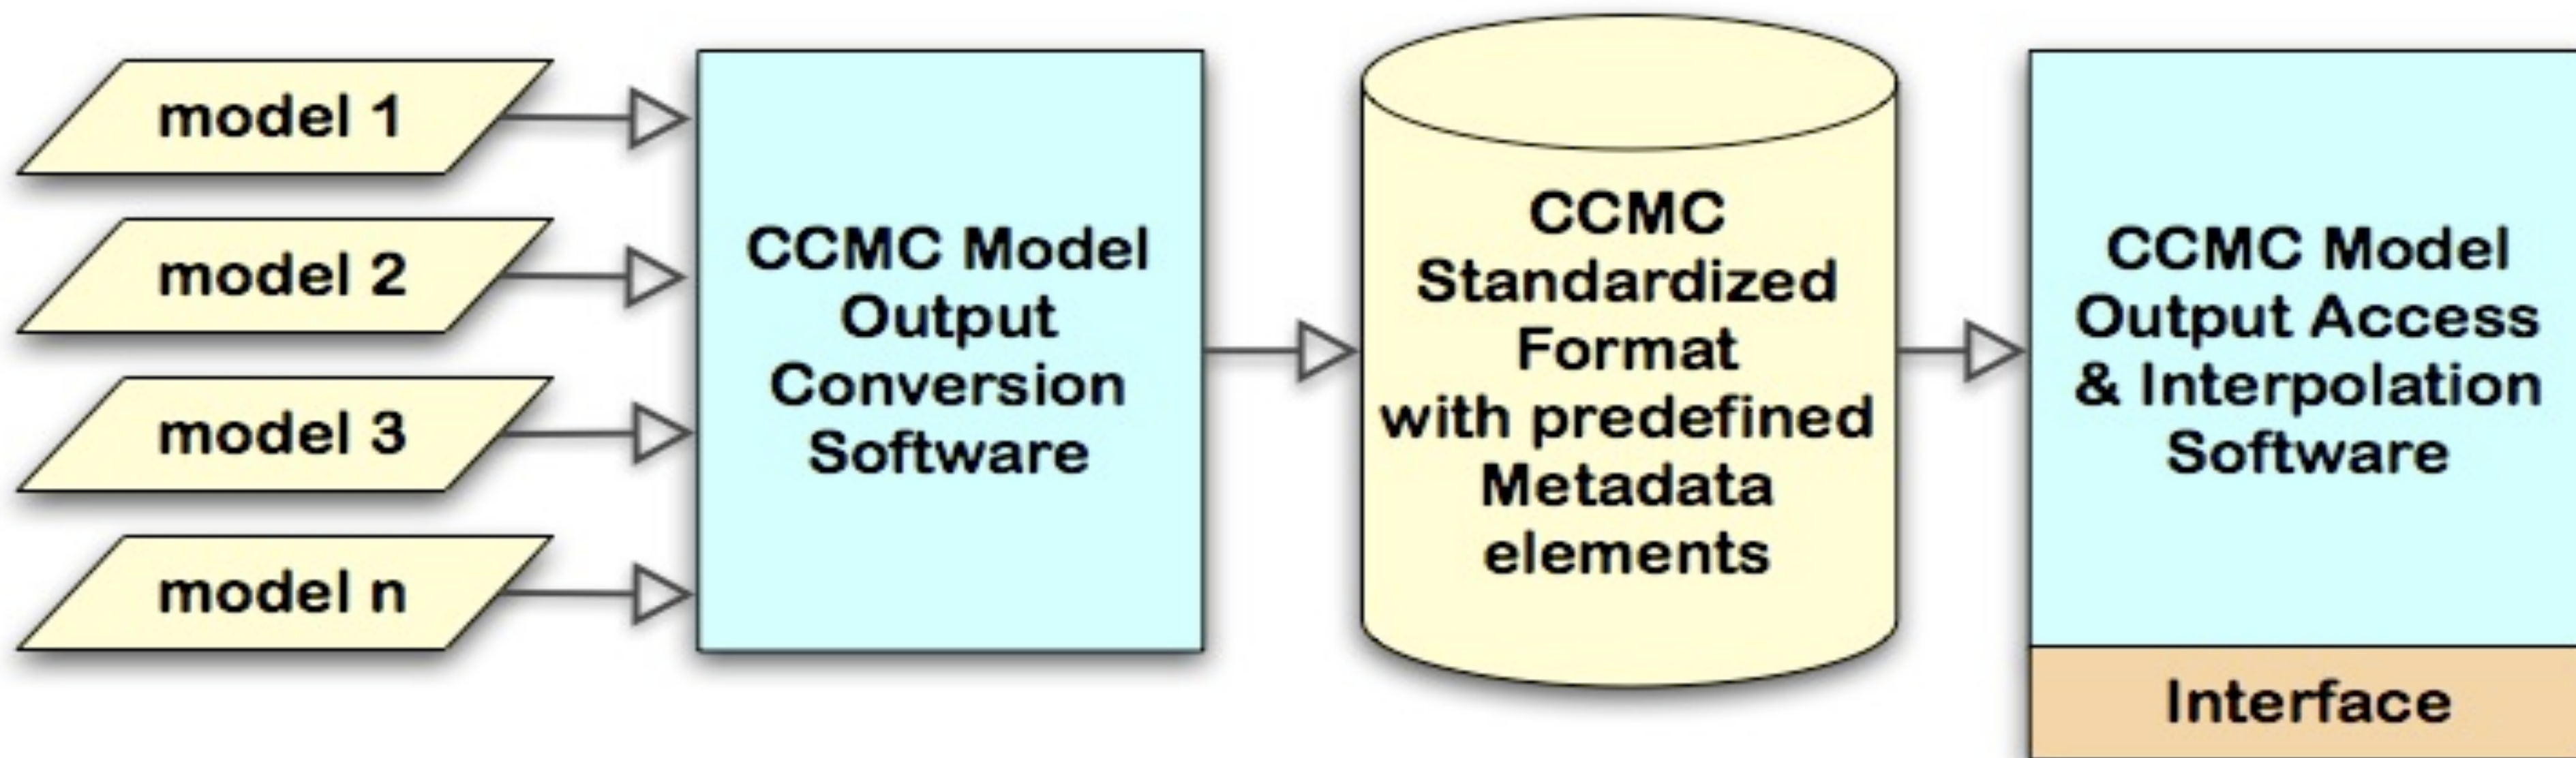 model 1
model 2
model 3
model n
CCMC Model
Output
Conversion
Software
CCMC
Standardized
Format
with predefined
Metadata
elements
CCMC Model
Output Access
& Interpolation
Software
Interface